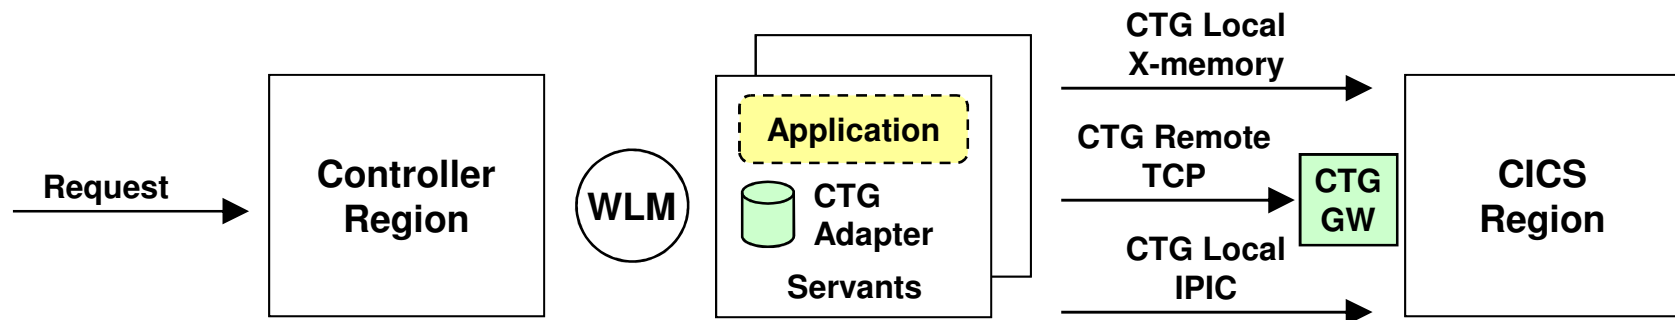 Request
Controller
Region
WLM
Application
CTG
Adapter
Servants
CTG Local
X-memory
CTG Remote
TCP
CTG Local
IPIC
CTG
GW
CICS
Region